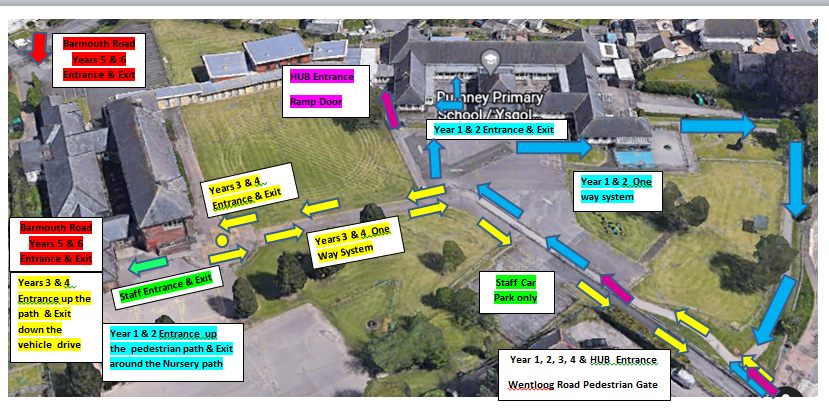 Barmouth Road
Years 5 & 6
Entrance & Exit
HUB Entrance
Ramp Door
Rumney Primary
School / Ysgol
Year 1 & 2 Entrance & Exit
Year 1 & 2 One
way system
Years 3 & 4
Entrance & Exit
Years 3 & 4 One
Way System
Barmouth Road
Years 5 & 6
Entrance & Exit
Staff Entrance & Exit
Staff Car
Park only
Years 3 & 4
Entrance up the
path & Exit
down the
vehicle drive
Year 1 & 2 Entrance up
the pedestrian path & Exit
around the Nursery path
Year 1, 2, 3, 4 & HUB Entrance
Wentloog Road Pedestrian Gate